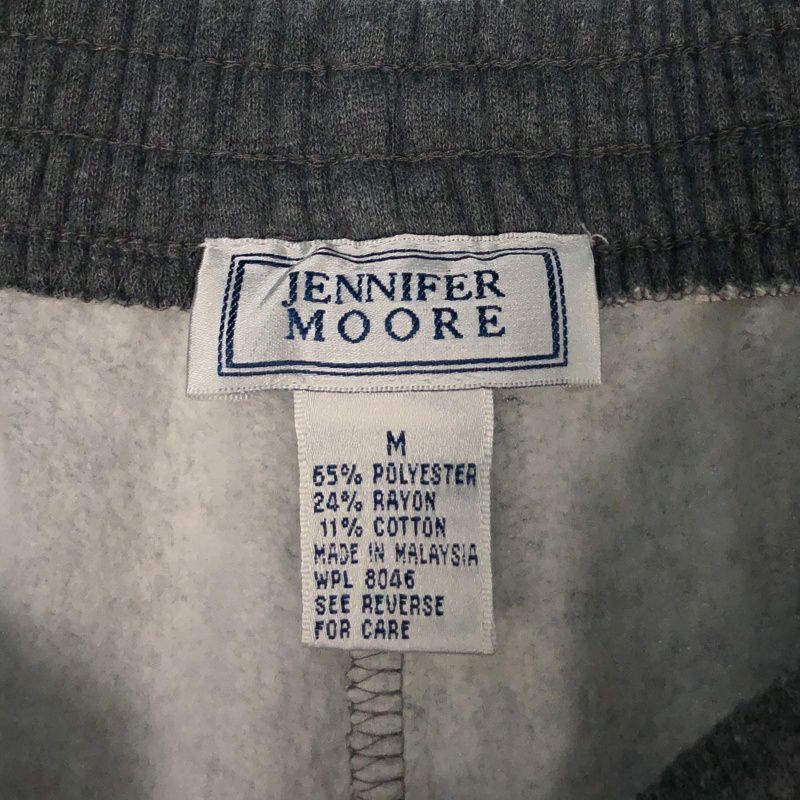 JENNIFER
MOORE
M
65% POLYESTER
24% RAYON
11% COTTON
MADE IN MALAYSIA
WPL 8046
SEE REVERSE
FOR CARE